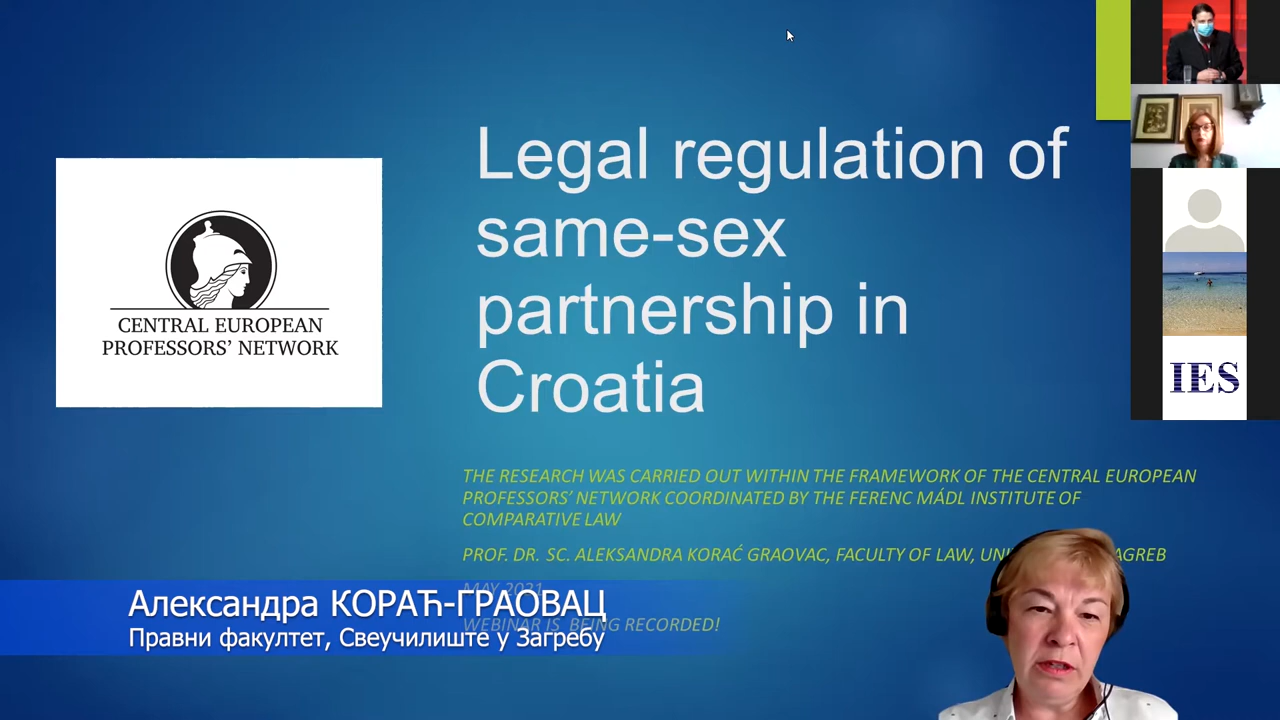 Legal regulation of
same-sex
partnership in
Croatia
CENTRAL EUROPEAN
PROFESSORS’ NETWORK
THE RESEARCH WAS CARRIED OUT WITHIN THE FRAMEWORK OF THE CENTRAL EUROPEAN
PROFESSORS’ NETWORK COORDINATED BY THE FERENC MÁDL INSTITUTE OF
COMPARATIVE LAW
PROF. DR. SC. ALEKSANDRA KORAĆ GRAOVAC, FACULTY OF LAW,
MAY 2021
WEBINAR IS BEING RECORDED!
Александра КОРАЋ-ГРАОВАЦ
Правни факултет, Свеучилиште у Загребу
IES